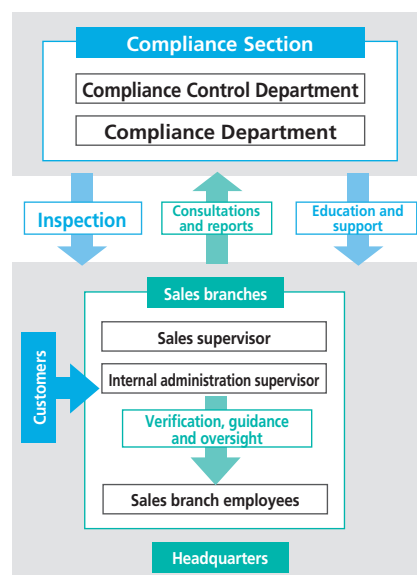 Compliance Section
Compliance Control Department
Compliance Department
Inspection
Consultations
and reports
Education and
support
Sales branches
Sales supervisor
Customers
Internal administration supervisor
Verification, guidance
and oversight
Sales branch employees
Headquarters